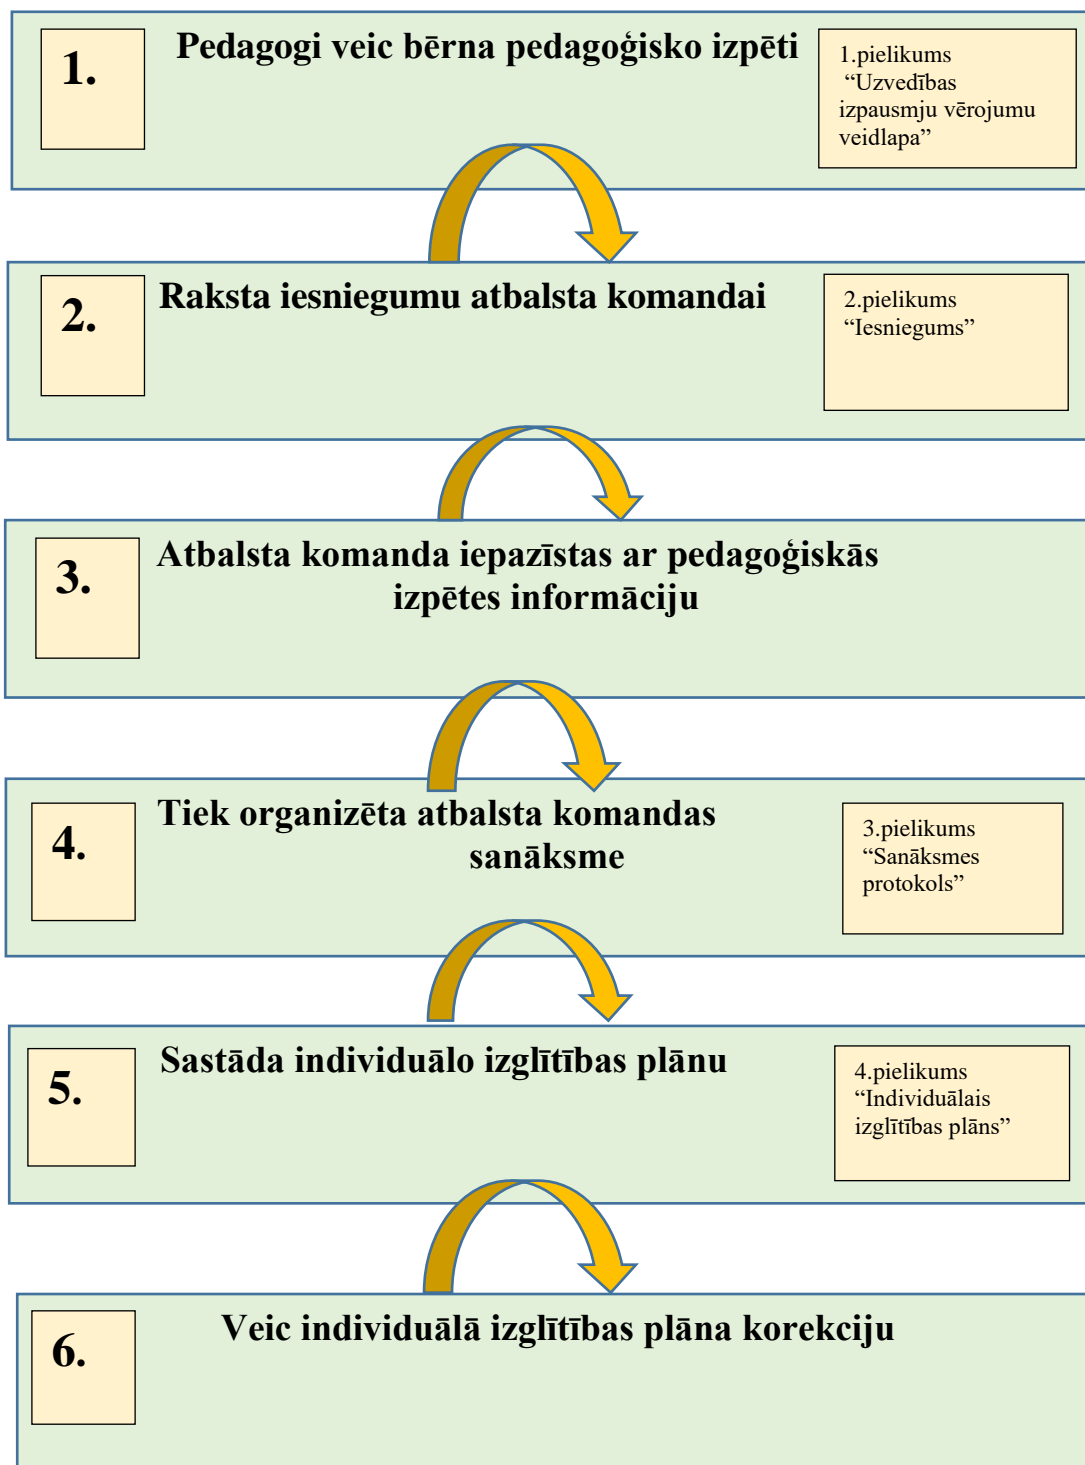 1.
Pedagogi veic bērna pedagoģisko izpēti
1.pielikums
“Uzvedības
izpausmju vērojumu
veidlapa”
2.
Raksta iesniegumu atbalsta komandai
2.pielikums
“Iesniegums”
3.
Atbalsta komanda iepazīstas ar pedagoģiskās
izpētes informāciju
4.
Tiek organizēta atbalsta komandas
sanāksme
3.pielikums
“Sanāksmes
protokols”
5.
Sastāda individuālo izglītības plānu
4.pielikums
“Individuālais
izglītības plāns”
6.
Veic individuālā izglītības plāna korekciju